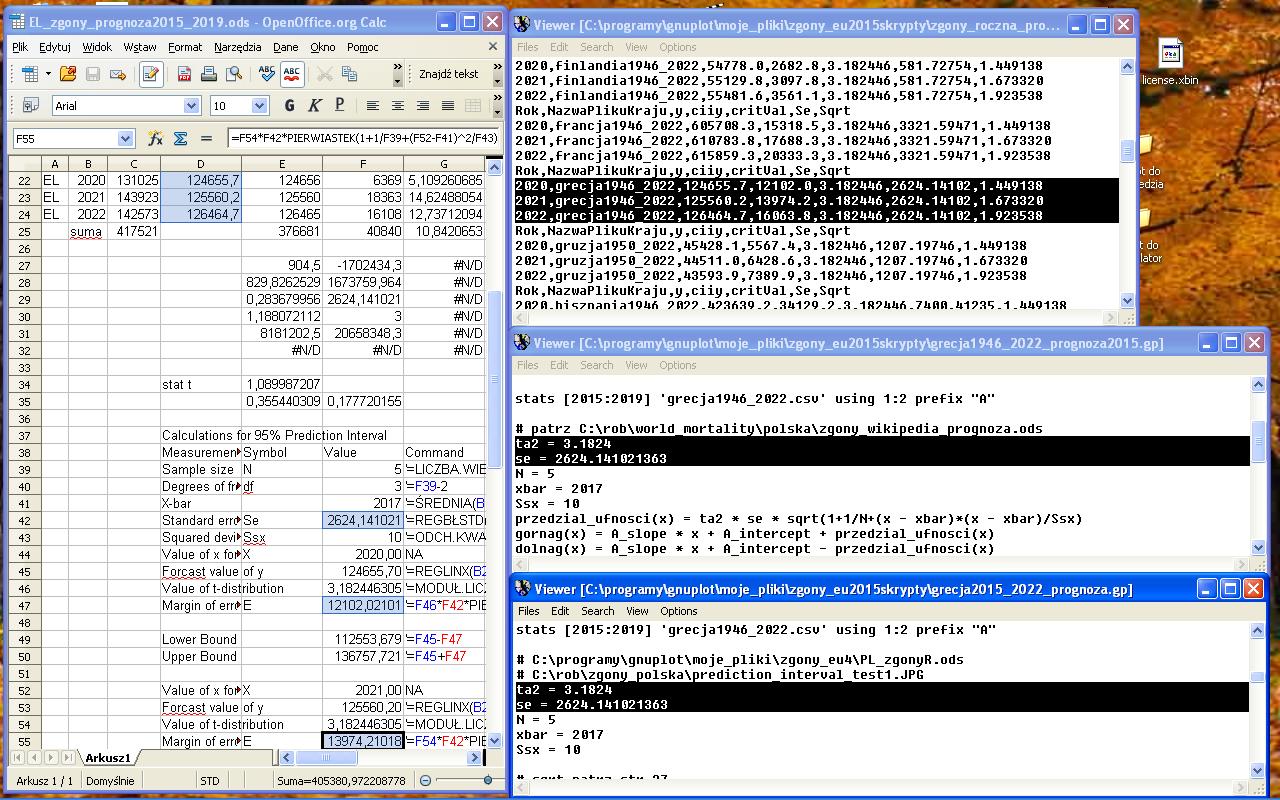 EL_zgony_prognoza2015_2019.ods - OpenOffice.org Calc
Plik Edytuj Widok Wstaw Format Narzędzia Dane Okno Pomoc
Znajdź tekst
Arial 10 G K P
F55 =F54*F42*PIERWIASTEK(1+1/F39+(F52-F41)^2/F43)
A B C D E F G
22 EL 2020 131025 124655,7 124656 6369 5,109260685
23 EL 2021 143923 125560,2 125560 18363 14,62463054
24 EL 2022 142573 126464,7 126465 16108 12,73712094
25 suma 417521 376681 40840 10,8420653
26
27 904,5 -1702434,3 #N/D
28 829,8262529 1673759,964 #N/D
29 0,283679956 2624,141021 #N/D
30 1,188072112 3 #N/D
31 8181202,5 20658348,3 #N/D
32 #N/D #N/D #N/D
33
34 stat t 1,089987207
35 0,355440309 0,177720155
36
37 Calculations for 95% Prediction Interval
38 Measuremen Symbol Value Command
39 Sample size N 5 '=LICZBA.WIE
40 Degrees of fr df 3 '=F39-2
41 X-bar 2017 '=ŚREDNIA(B
42 Standard erro Se 2624,141021 '=REGBŁSTD(
43 Squared devi Ssx 10 '=ODCH.KWA
44 Value of x for X 2020,00 NA
45 Forcast value of y 124655,70 '=REGLINX(B2
46 Value of t-distribution 3,182446305 '=MODUŁ.LICZ
47 Margin of erro E 12102,02101 '=F46*F42*PIE
48
49 Lower Bound 112553,679 '=F45-F47
50 Upper Bound 136757,721 '=F45+F47
51
52 Value of x for X 2021,00 NA
53 Forcast value of y 125560,20 '=REGLINX(B2
54 Value of t-distribution 3,182446305 '=MODUŁ.LICZ
55 Margin of erro E 13974,21018 '=F54*F42*PIE
Arkusz1
Arkusz 1 / 1 Domyślnie STD Suma=405380,972208778
Viewer [C:\programy\gnuplot\moje_pliki\zgony_eu2015skrypty\zgony_roczna_pro...
Files Edit Search View Options
2020,finlandia1946_2022,54778.0,2682.8,3.182446,581.72754,1.449138
2021,finlandia1946_2022,55129.8,3097.8,3.182446,581.72754,1.673320
2022,finlandia1946_2022,55481.6,3561.1,3.182446,581.72754,1.923538
Rok,NazwaPlikuKraju,y,ciiy,critVal,Se,Sqrt
2020,francja1946_2022,605708.3,15318.5,3.182446,3321.59471,1.449138
2021,francja1946_2022,610783.8,17688.3,3.182446,3321.59471,1.673320
2022,francja1946_2022,615859.3,20333.3,3.182446,3321.59471,1.923538
Rok,NazwaPlikuKraju,y,ciiy,critVal,Se,Sqrt
2020,grecja1946_2022,124655.7,12102.0,3.182446,2624.14102,1.449138
2021,grecja1946_2022,125560.2,13974.2,3.182446,2624.14102,1.673320
2022,grecja1946_2022,126464.7,16063.8,3.182446,2624.14102,1.923538
Rok,NazwaPlikuKraju,y,ciiy,critVal,Se,Sqrt
2020,gruzja1950_2022,45428.1,5567.4,3.182446,1207.19746,1.449138
2021,gruzja1950_2022,44511.0,6428.6,3.182446,1207.19746,1.673320
2022,gruzja1950_2022,43593.9,7389.9,3.182446,1207.19746,1.923538
Rok,NazwaPlikuKraju,y,ciiy,critVal,Se,Sqrt
2020,hiszpania1946_2022,423639.2,34129.2,3.182446,7400.41235,1.449138
Viewer [C:\programy\gnuplot\moje_pliki\zgony_eu2015skrypty\grecja1946_2022_prognoza2015.gp]
Files Edit Search View Options
stats [2015:2019] 'grecja1946_2022.csv' using 1:2 prefix "A"
# patrz C:\rob\world_mortality\polska\zgony_wikipedia_prognoza.ods
ta2 = 3.1824
se = 2624.141021363
N = 5
xbar = 2017
Ssx = 10
przedzial_ufnosci(x) = ta2 * se * sqrt(1+1/N+(x - xbar)*(x - xbar)/Ssx)
gornag(x) = A_slope * x + A_intercept + przedzial_ufnosci(x)
dolnag(x) = A_slope * x + A_intercept - przedzial_ufnosci(x)
Viewer [C:\programy\gnuplot\moje_pliki\zgony_eu2015skrypty\grecja2015_2022_prognoza.gp]
Files Edit Search View Options
stats [2015:2019] 'grecja1946_2022.csv' using 1:2 prefix "A"
# C:\programy\gnuplot\moje_pliki\zgony_eu4\PL_zgonyR.ods
# C:\rob\zgony_polska\prediction_interval_test1.JPG
ta2 = 3.1824
se = 2624.141021363
N = 5
xbar = 2017
Ssx = 10
# sqrt patrz str 27
license.xbin
t do
edzia
t do
lator